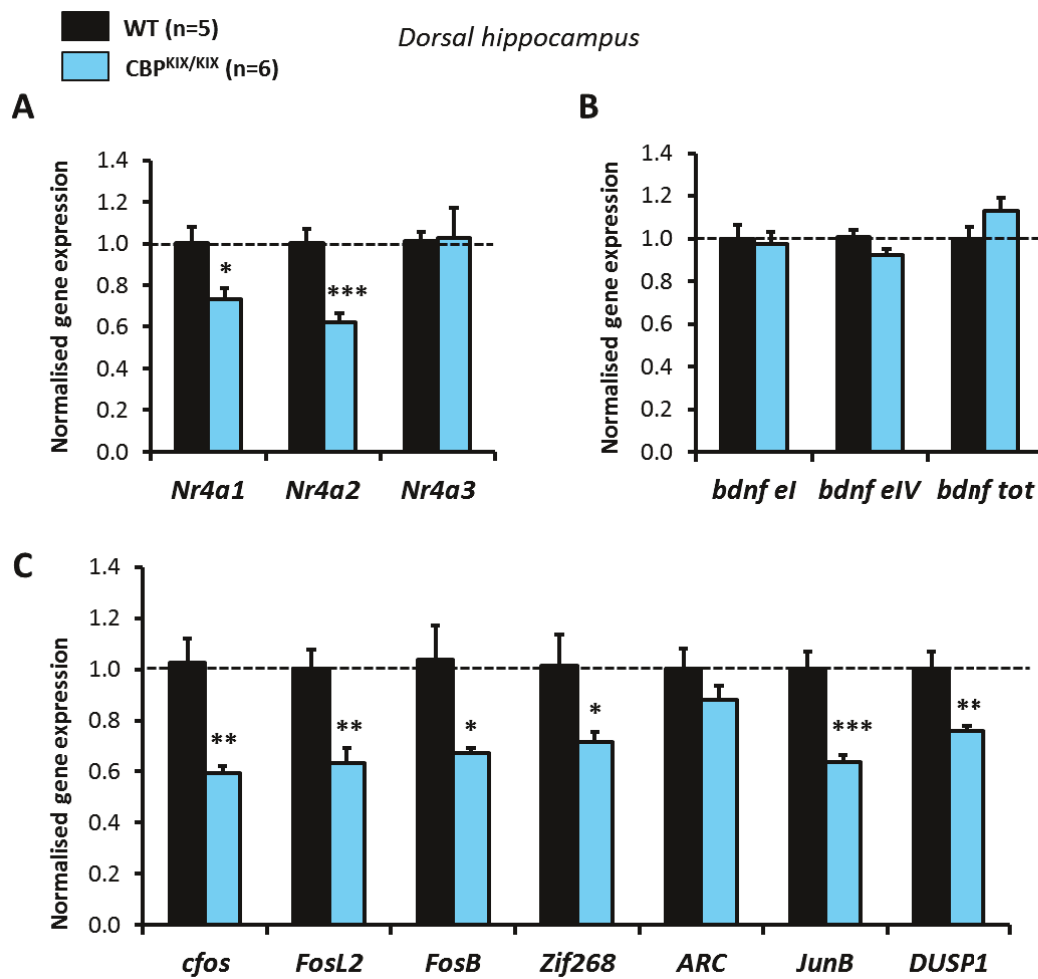 WT (n=5)
CBPKIX/KIX (n=6)
Dorsal hippocampus
A
Normalised gene expression
1.4
1.2
1.0
0.8
0.6
0.4
0.2
0.0
*
***
Nr4a1 Nr4a2 Nr4a3
B
Normalised gene expression
1.4
1.2
1.0
0.8
0.6
0.4
0.2
0.0
bdnf eI bdnf eIV bdnf tot
C
Normalised gene expression
1.4
1.2
1.0
0.8
0.6
0.4
0.2
0.0
** ** * * *** **
cfos FosL2 FosB Zif268 ARC JunB DUSP1